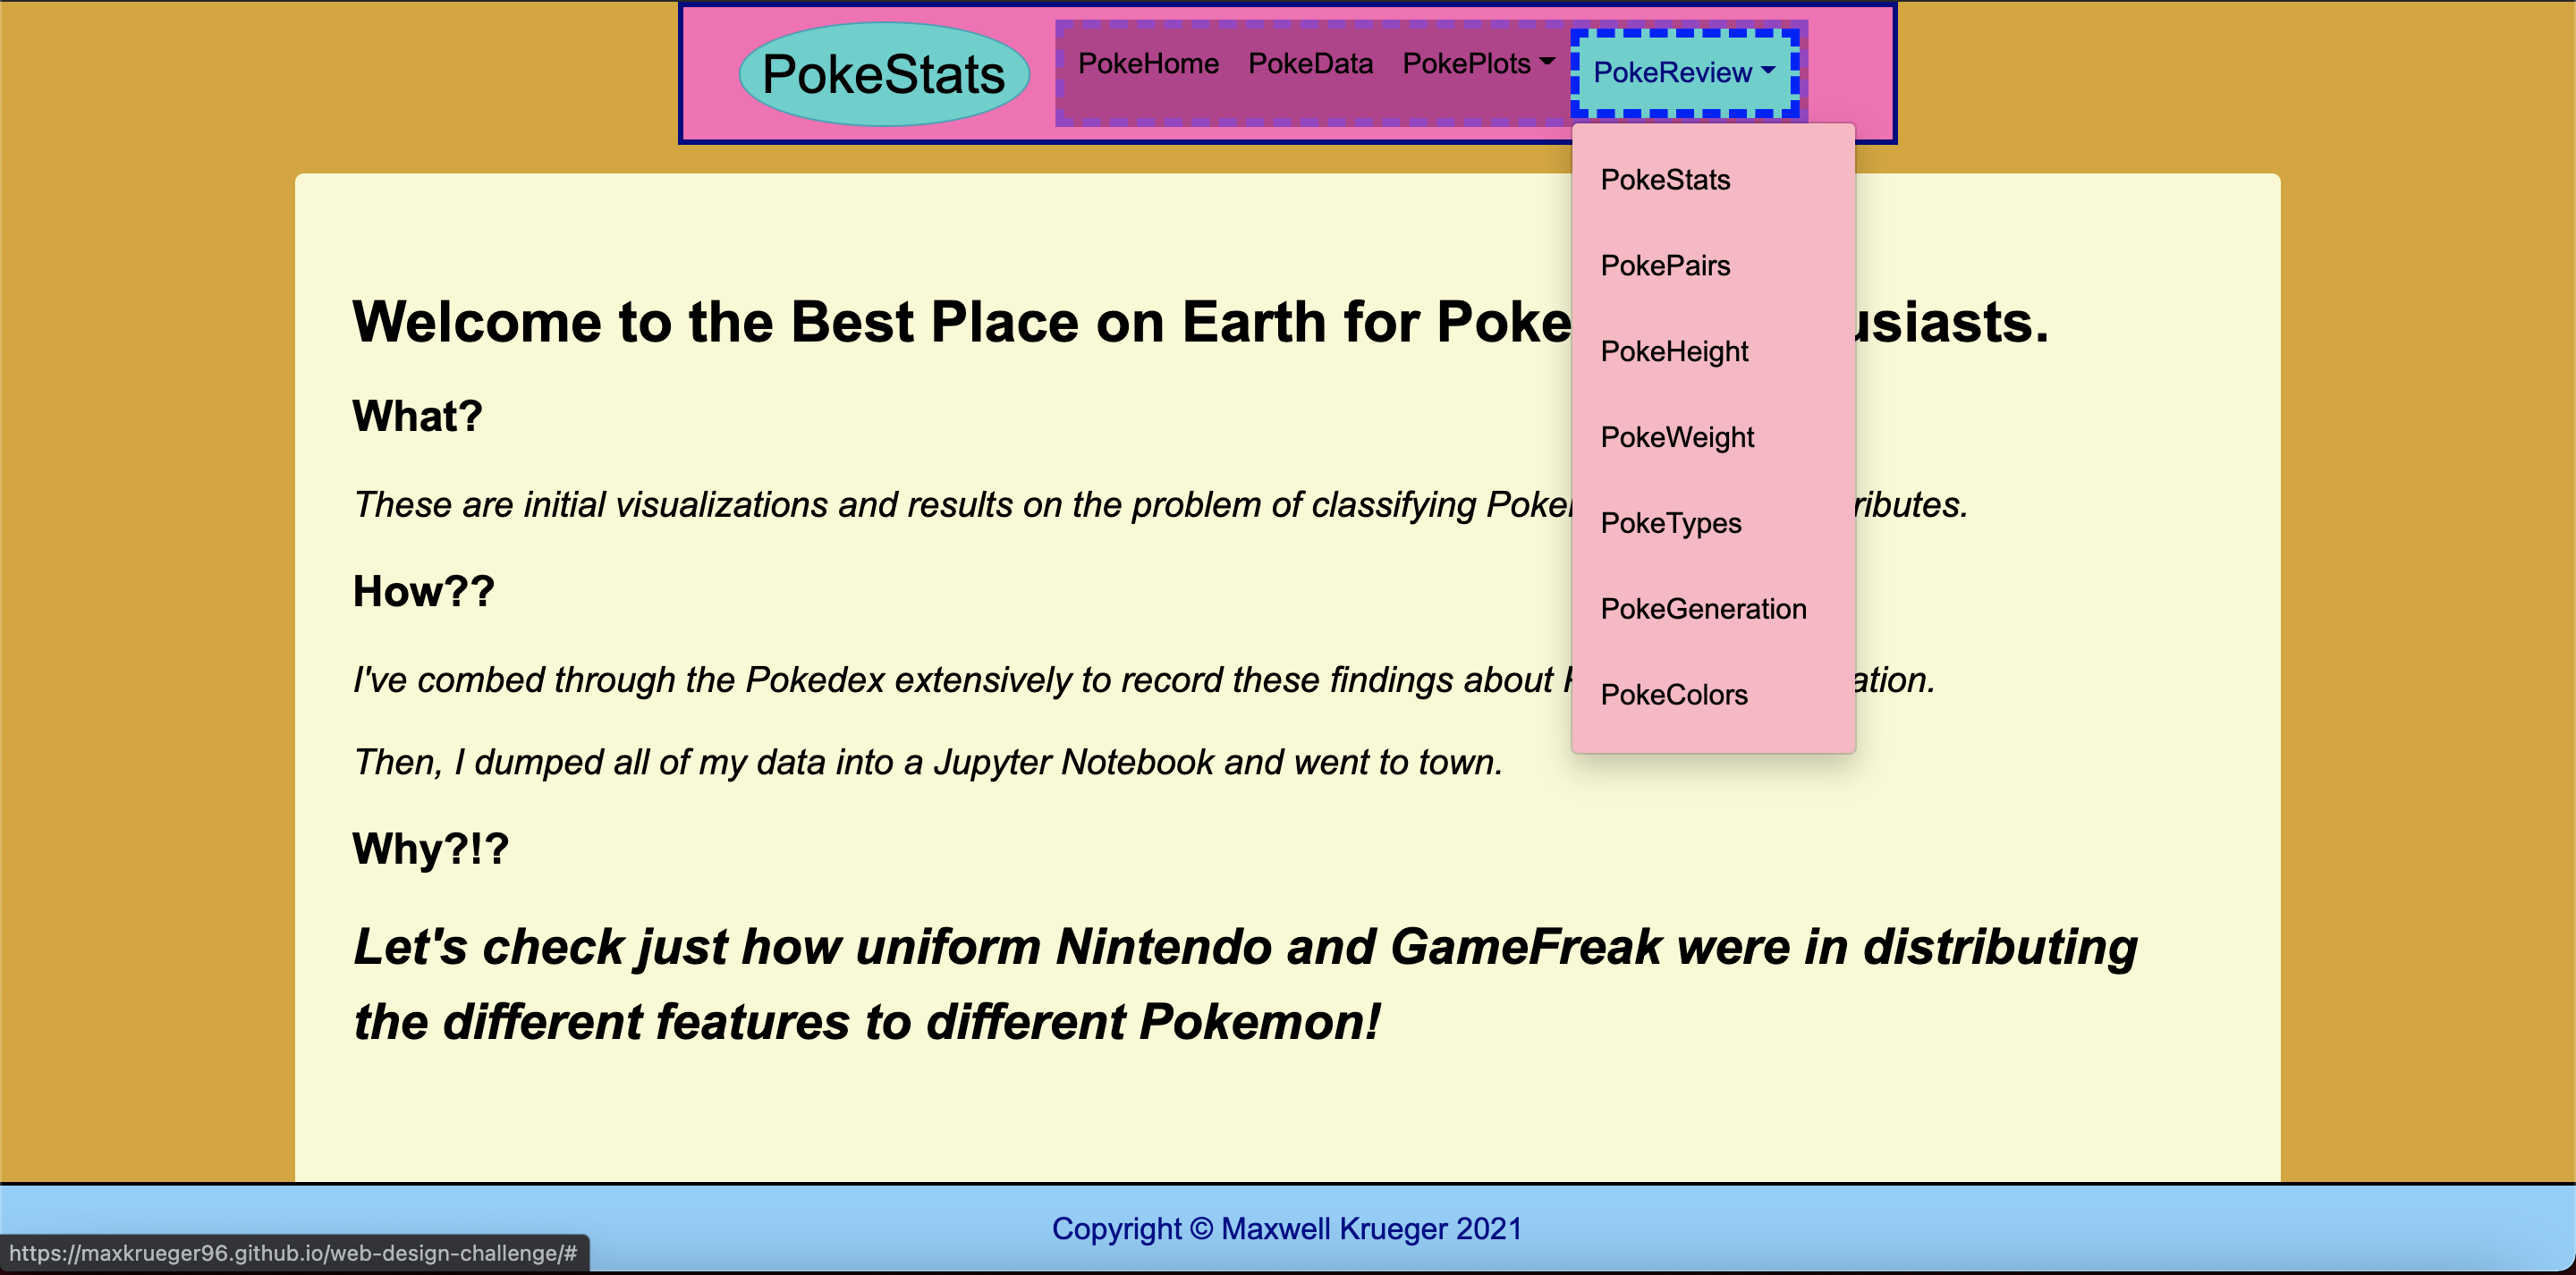 PokeStats
PokeHome PokeData PokePlots PokeReview
PokeStats
PokePairs
PokeHeight
PokeWeight
PokeTypes
PokeGeneration
PokeColors
Welcome to the Best Place on Earth for Poke usiasts.
What?
These are initial visualizations and results on the problem of classifying Poke ributes.
How??
I've combed through the Pokedex extensively to record these findings about ation.
Then, I dumped all of my data into a Jupyter Notebook and went to town.
Why?!?
Let's check just how uniform Nintendo and GameFreak were in distributing
the different features to different Pokemon!
Copyright © Maxwell Krueger 2021
https://maxkrueger96.github.io/web-design-challenge/#